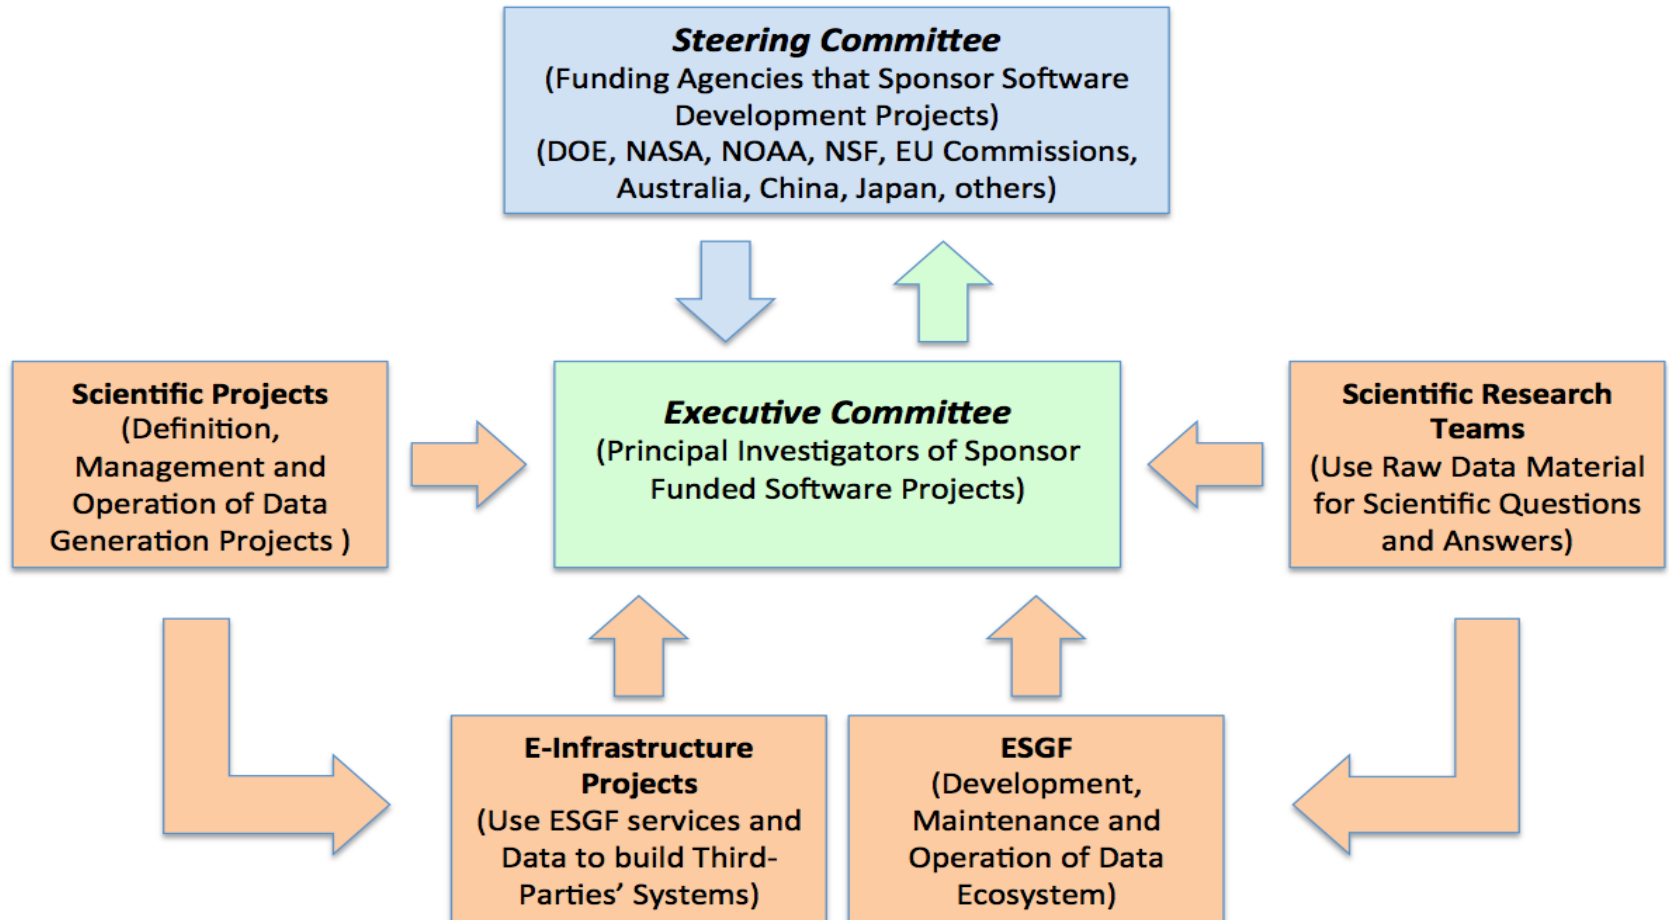 Steering Committee
(Funding Agencies that Sponsor Software
Development Projects)
(DOE, NASA, NOAA, NSF, EU Commissions,
Australia, China, Japan, others)
Scientific Projects
(Definition,
Management and
Operation of Data
Generation Projects )
Executive Committee
(Principal Investigators of Sponsor
Funded Software Projects)
Scientific Research
Teams
(Use Raw Data Material
for Scientific Questions
and Answers)
E-Infrastructure
Projects
(Use ESGF services and
Data to build Third-
Parties’ Systems)
ESGF
(Development,
Maintenance and
Operation of Data
Ecosystem)